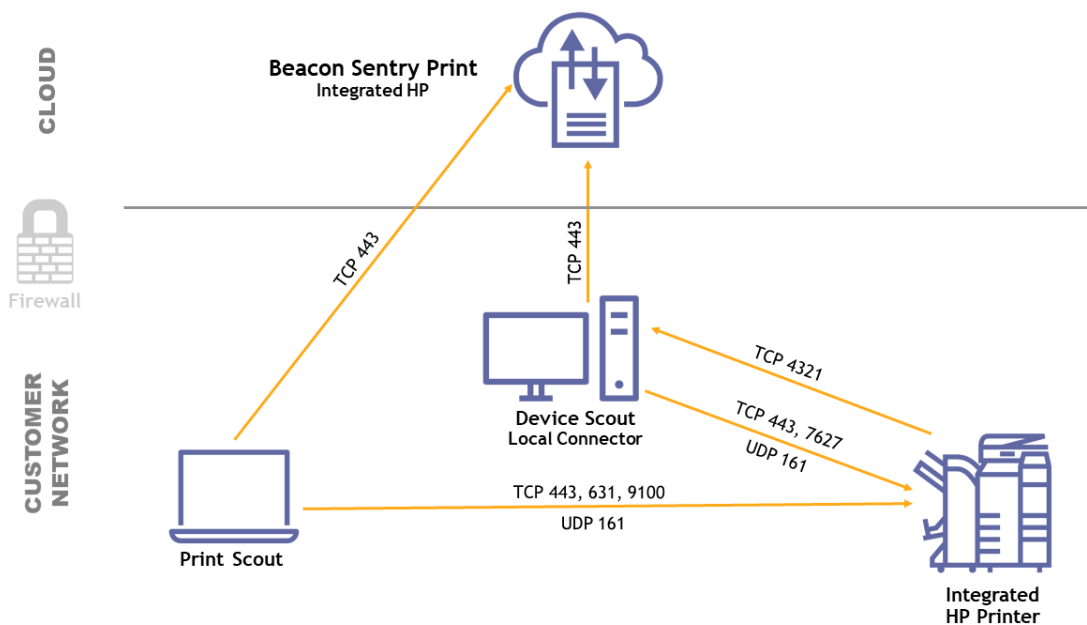 CLOUD
Beacon Sentry Print
Integrated HP
Firewall
TCP 443
TCP 443
CUSTOMER
NETWORK
TCP 4321
Device Scout
Local Connector
TCP 443, 7627
UDP 161
TCP 443, 631, 9100
UDP 161
Print Scout
Integrated
HP Printer